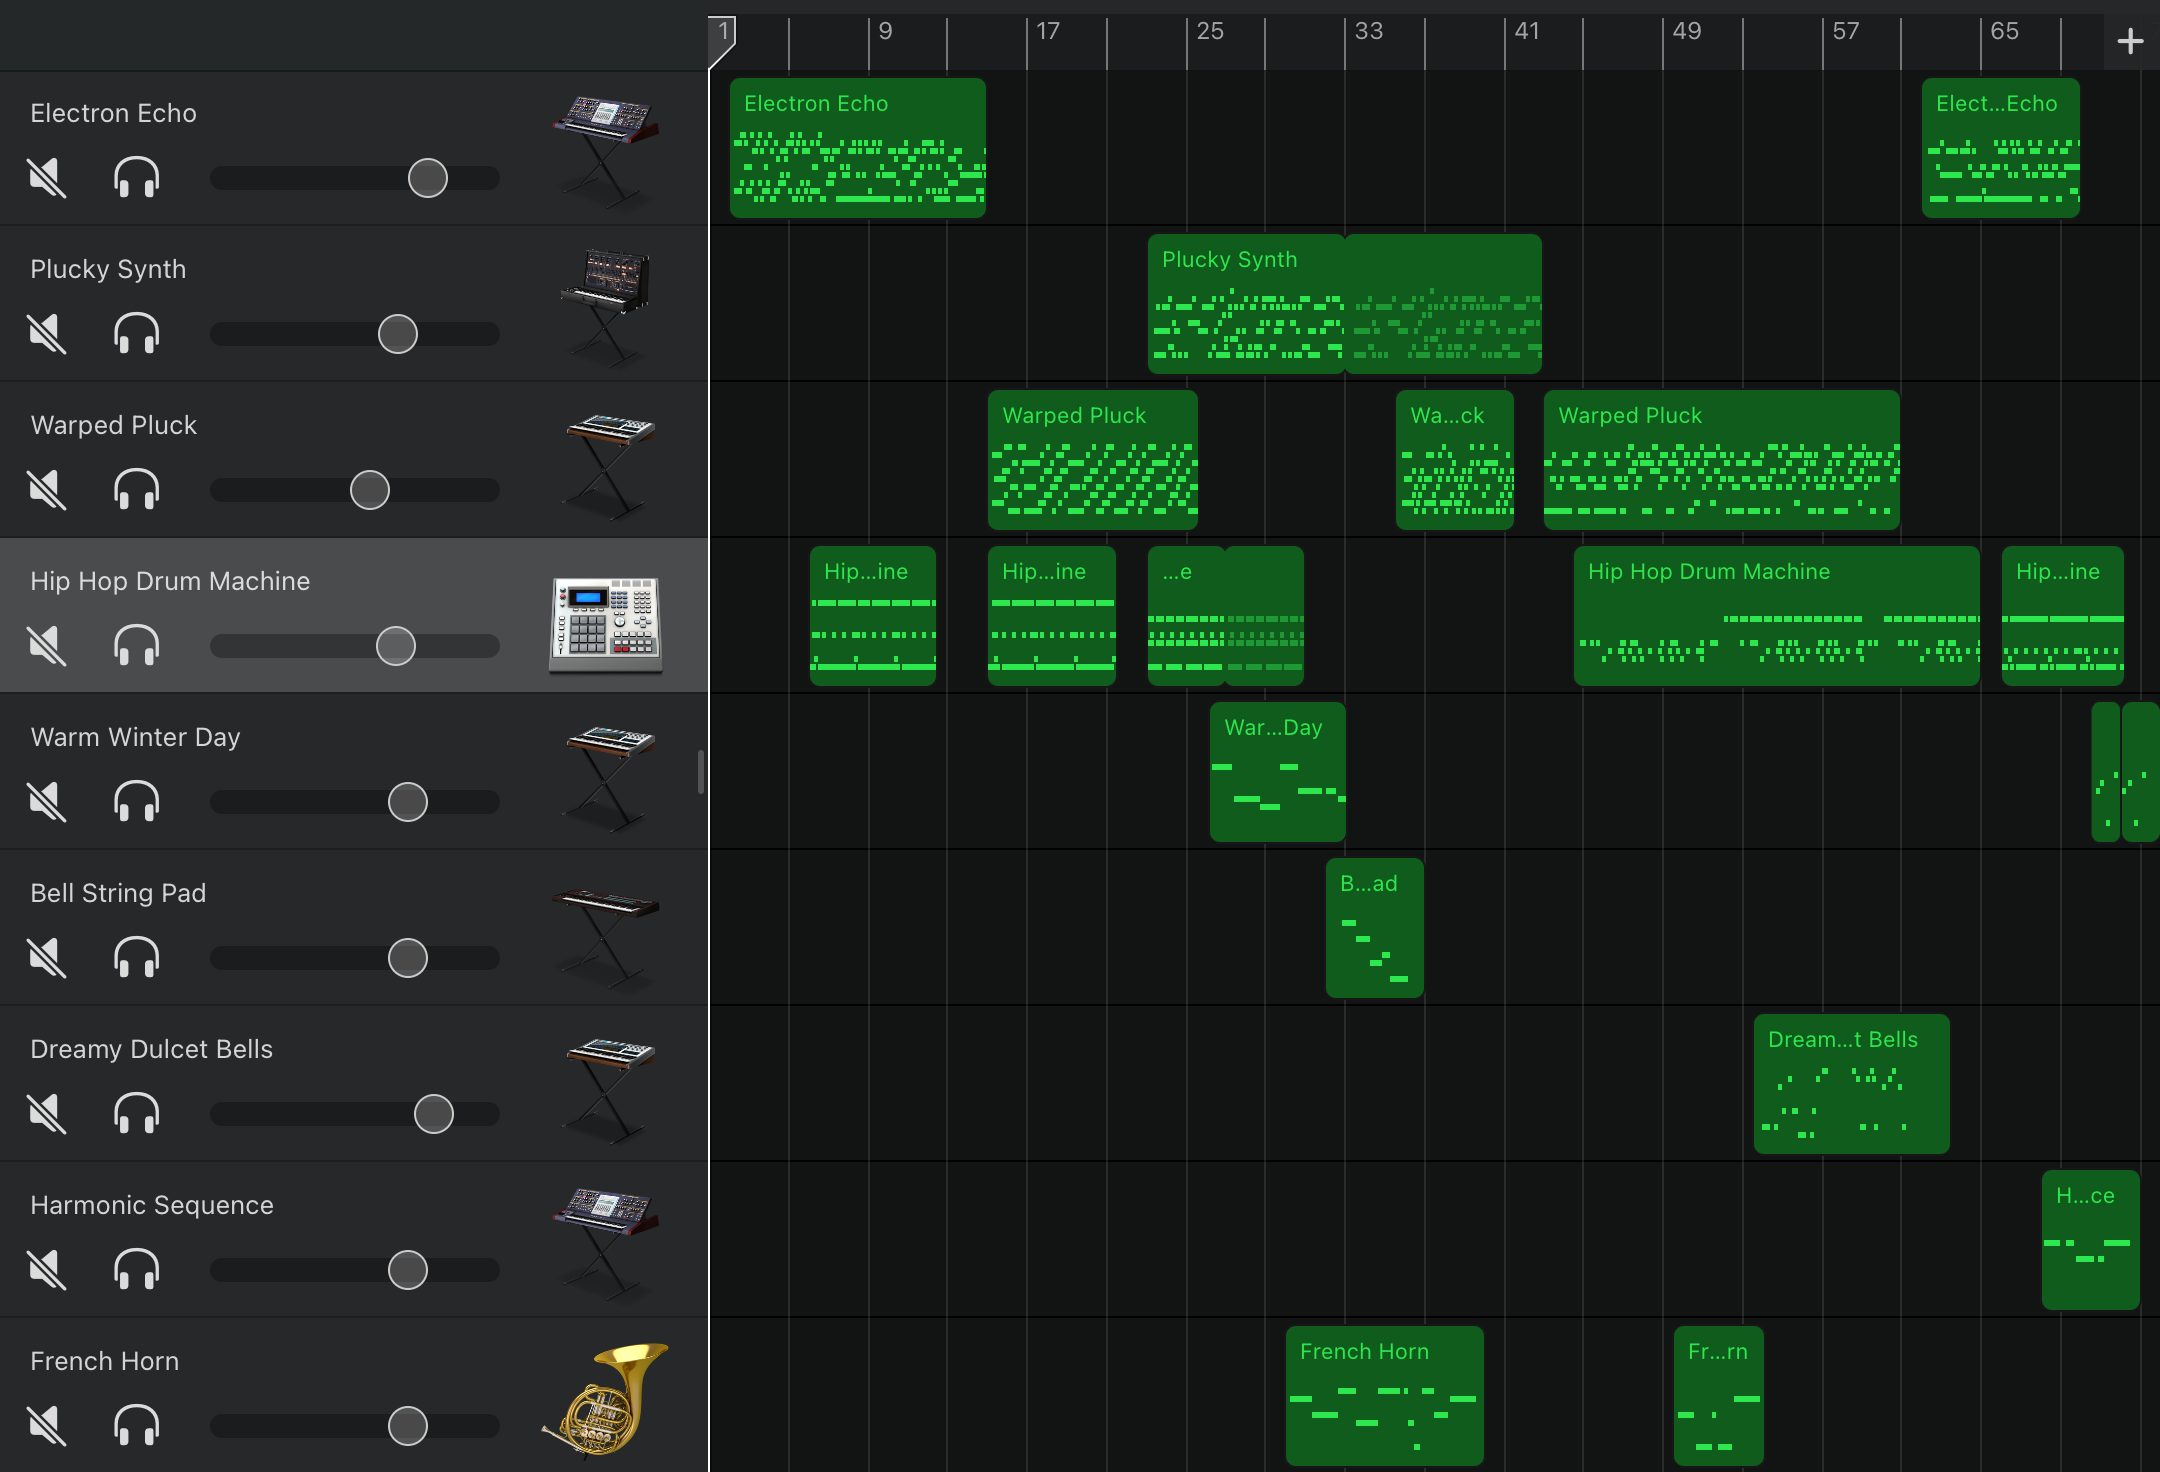 1 9 17 25 33 41 49 57 65
Electron Echo
Electron Echo
Elect...Echo
Plucky Synth
Plucky Synth
Warped Pluck
Warped Pluck
Wa...ck
Warped Pluck
Hip Hop Drum Machine
Hip...ine
Hip...ine
...e
Hip Hop Drum Machine
Hip...ine
Warm Winter Day
War...Day
Bell String Pad
B...ad
Dreamy Dulcet Bells
Dream...t Bells
Harmonic Sequence
H...ce
French Horn
French Horn
Fr...rn